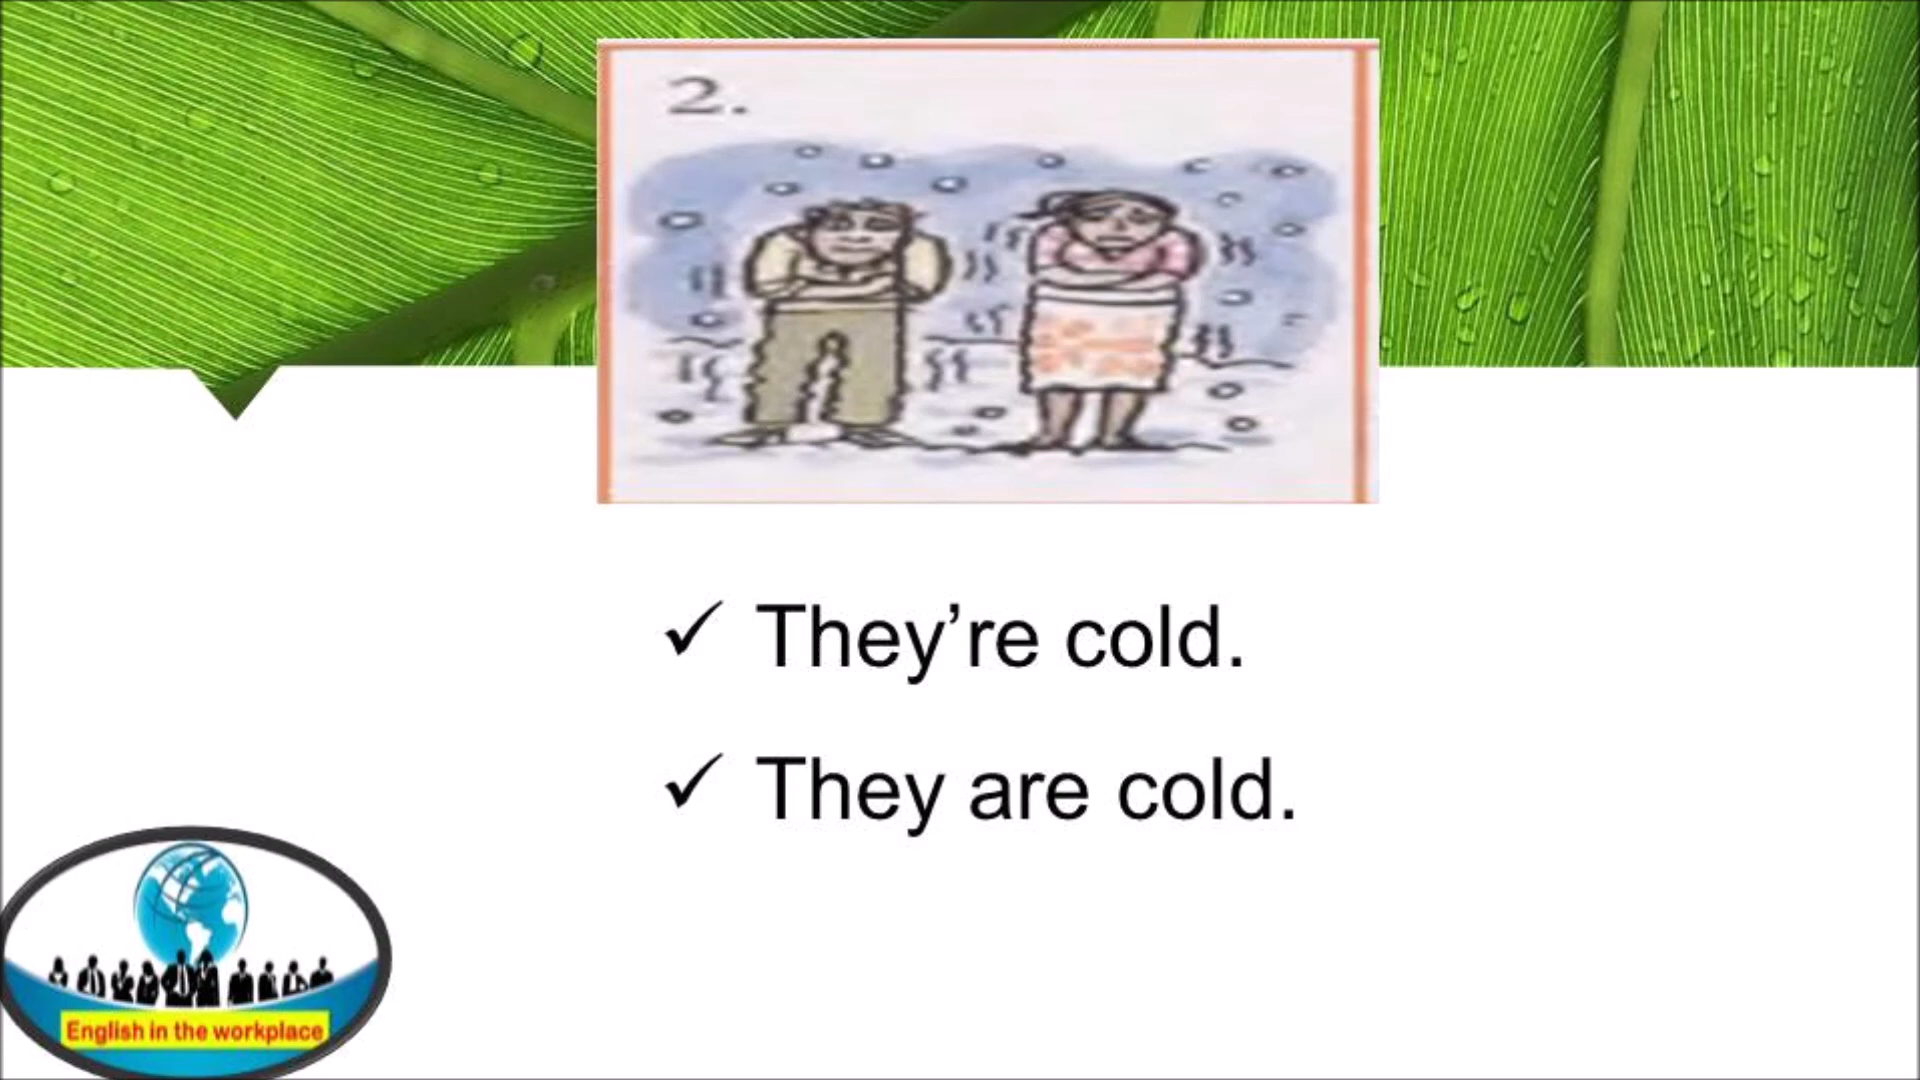 2.
✓ They’re cold.
✓ They are cold.
English in the workplace